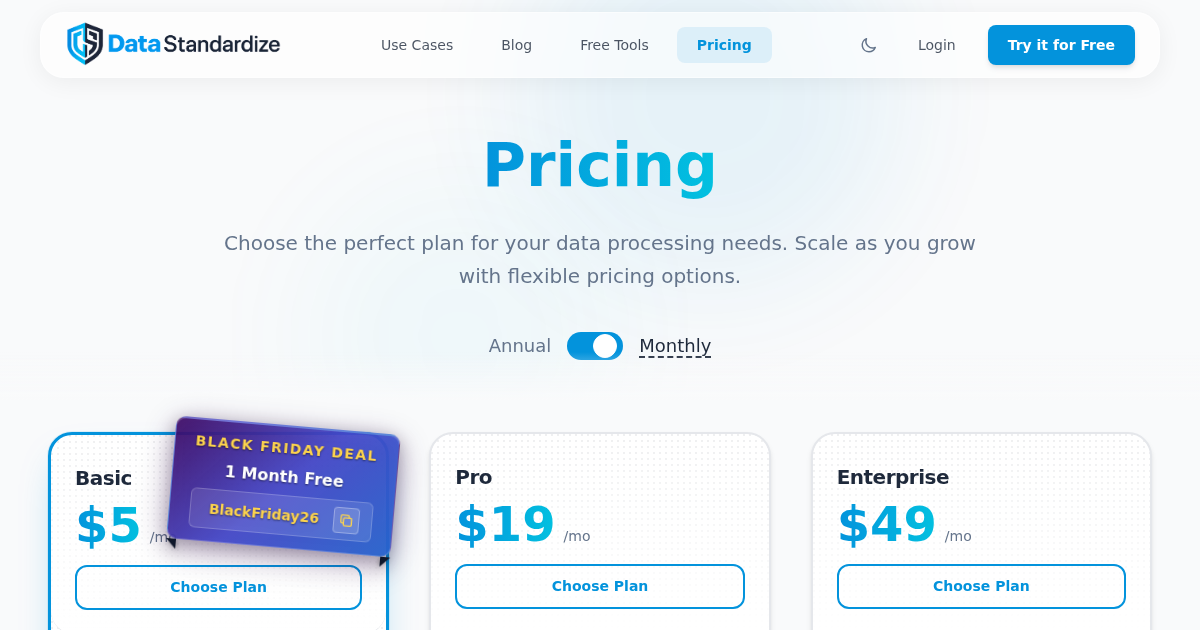 DataStandardize
Use Cases
Blog
Free Tools
Pricing
Login
Try it for Free
Pricing
Choose the perfect plan for your data processing needs. Scale as you grow
with flexible pricing options.
Annual
Monthly
BLACK FRIDAY DEAL
1 Month Free
BlackFriday26
Basic
$5
Choose Plan
Pro
$19 /mo
Choose Plan
Enterprise
$49 /mo
Choose Plan